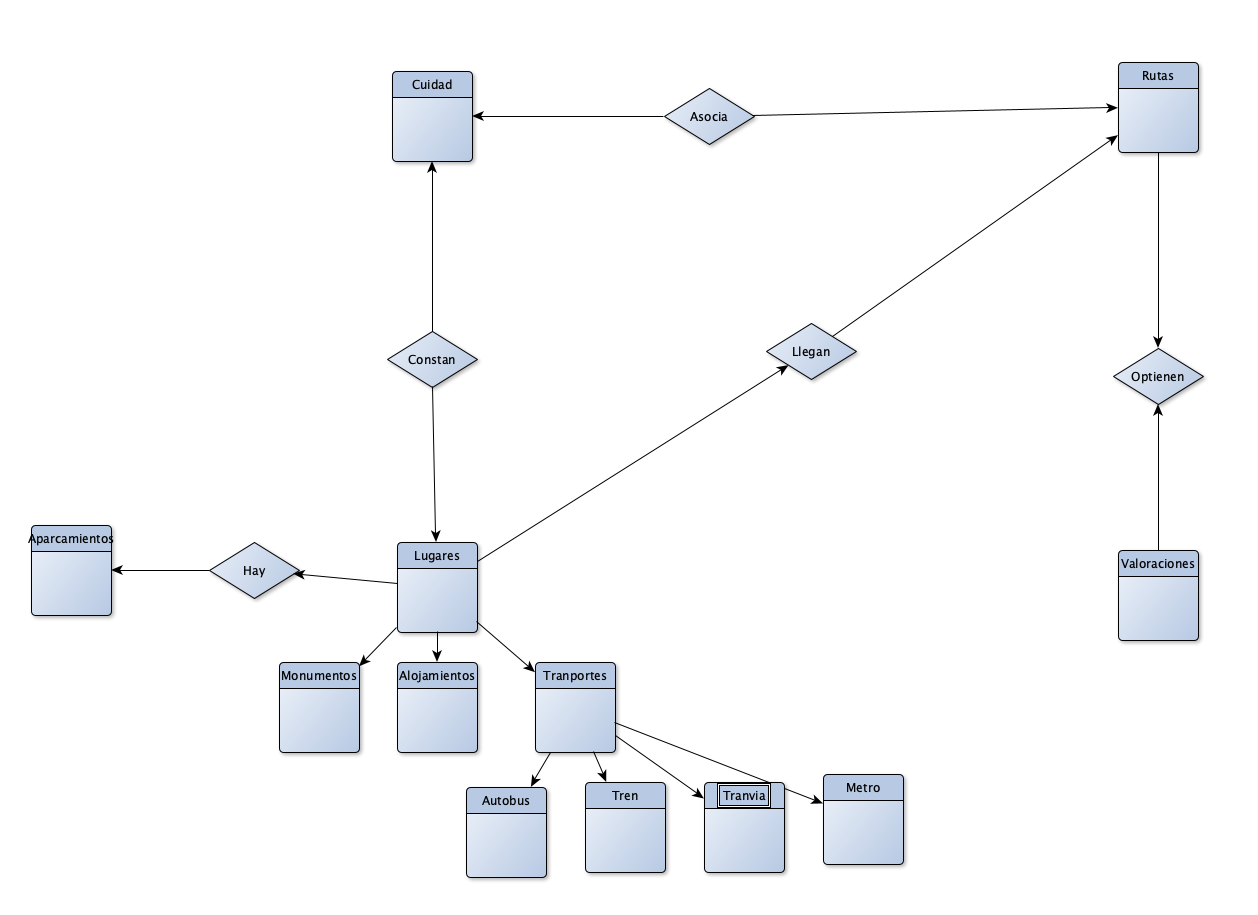 Cuidad
Rutas
Asocia
Constan
Llegan
Optienen
Aparcamientos
Hay
Lugares
Valoraciones
Monumentos
Alojamientos
Tranportes
Autobus
Tren
Tranvia
Metro